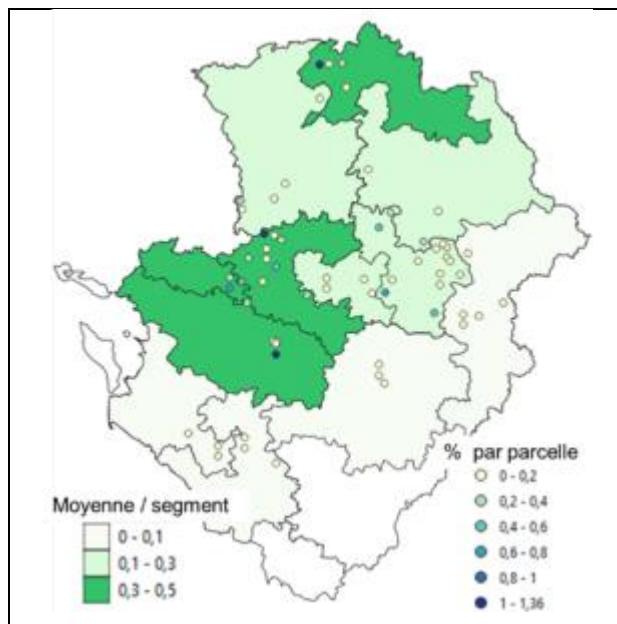 Moyenne / segment
0 - 0,1
0,1 - 0,3
0,3 - 0,5
% par parcelle
0 - 0,2
0,2 - 0,4
0,4 - 0,6
0,6 - 0,8
0,8 - 1
1 - 1,36